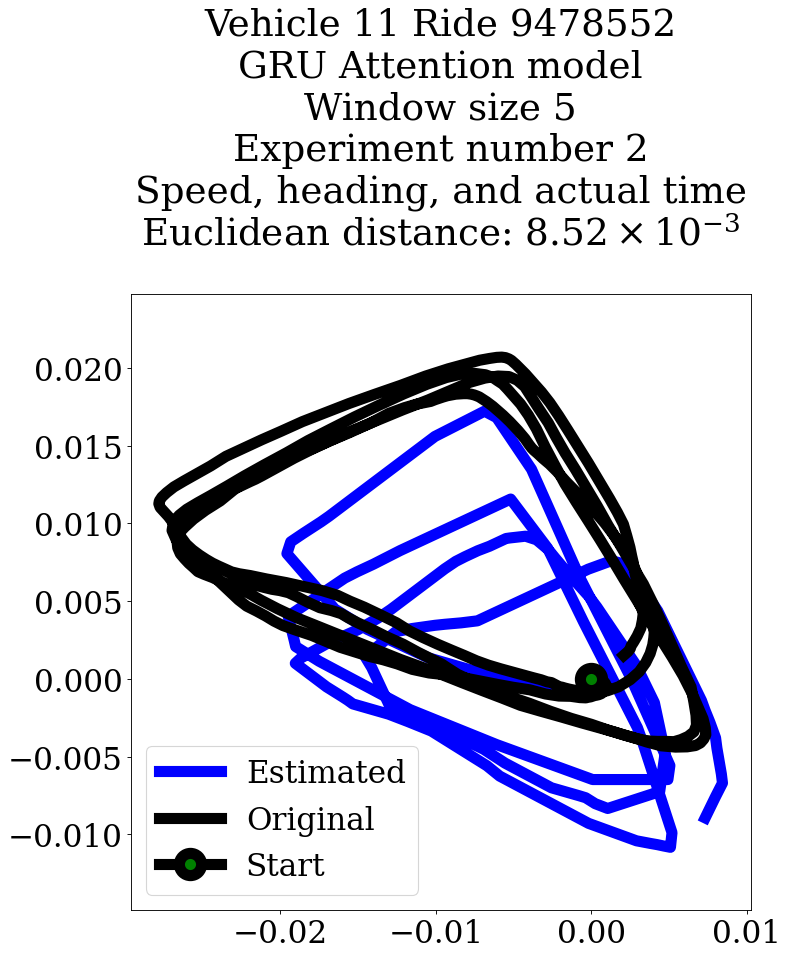 Vehicle 11 Ride 9478552
GRU Attention model
Window size 5
Experiment number 2
Speed, heading, and actual time
Euclidean distance: 8.52 × 10⁻³
0.020
0.015
0.010
0.005
0.000
−0.005
−0.010
Estimated
Original
Start
−0.02
−0.01
0.00
0.01